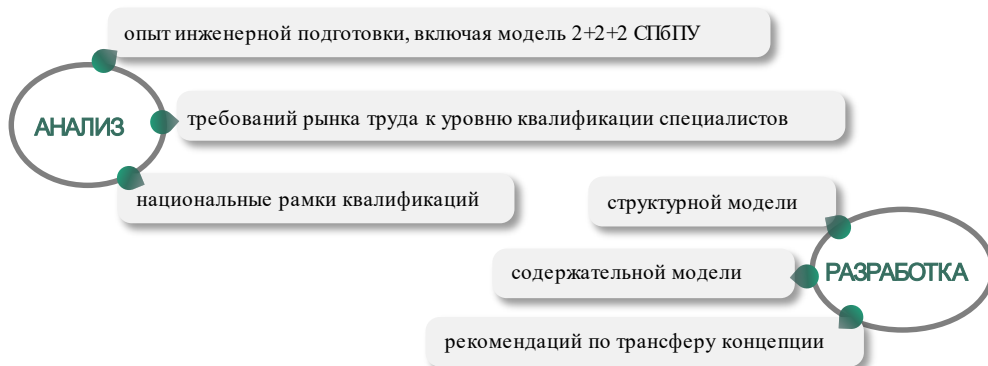 опыт инженерной подготовки, включая модель 2+2+2 СПбПУ
АНАЛИЗ
требований рынка труда к уровню квалификации специалистов
национальные рамки квалификаций
структурной модели
содержательной модели
РАЗРАБОТКА
рекомендаций по трансферу концепции